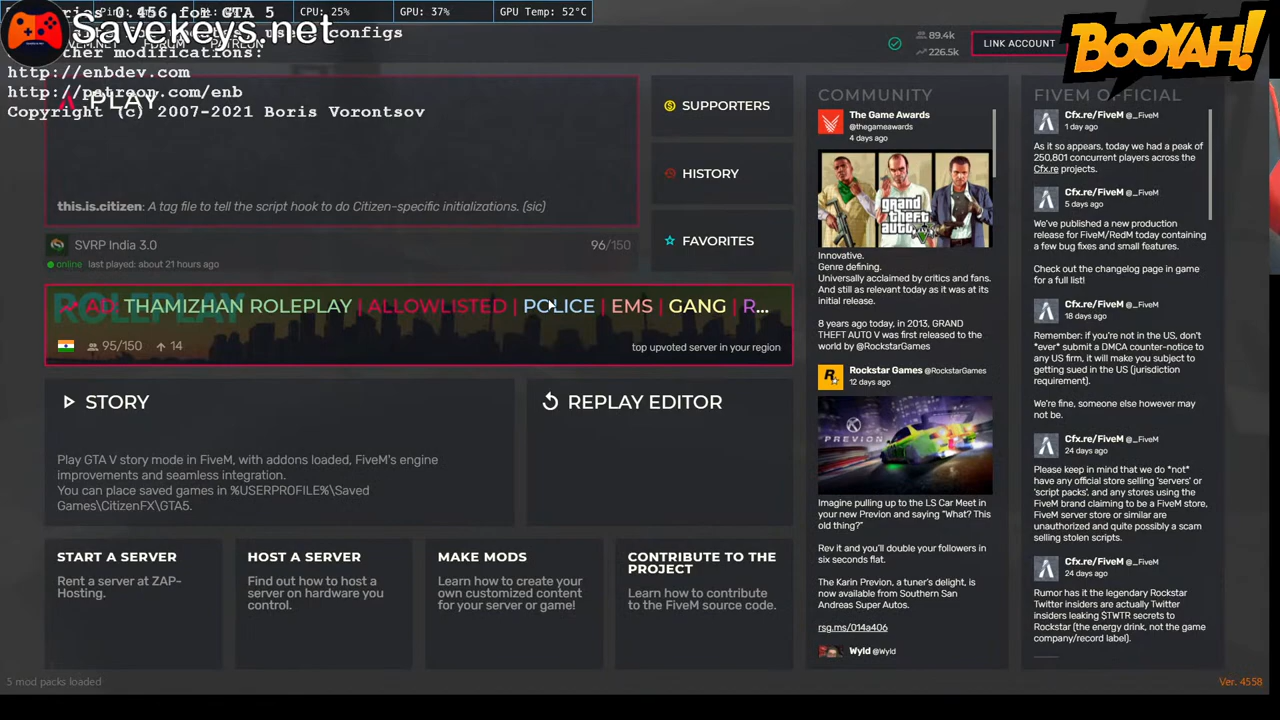 CPU: 25%
GPU: 37%
GPU Temp: 52°C
0.456 for GTA 5
Savekeys.net
configs
FORUM
modifications:
http://enbdev.com
http://patreon.com/enb
Copyright (c) 2007-2021 Boris Vorontsov
PLAY
this.is.citizen: A tag file to tell the script hook to do Citizen-specific initializations. (sic)
SVRP India 3.0
96/150
online last played: about 21 hours ago
SUPPORTERS
HISTORY
FAVORITES
89.4k
226.5k
LINK ACCOUNT
BOOYAH!
ROLEPLAY
AD: THAMIZHAN ROLEPLAY | ALLOWLISTED | POLICE | EMS | GANG | R...
95/150 14
top upvoted server in your region
STORY
Play GTA V story mode in FiveM, with addons loaded, FiveM's engine
improvements and seamless integration.
You can place saved games in %USERPROFILE%\Saved
Games\CitizenFX\GTA5.
REPLAY EDITOR
START A SERVER
Rent a server at ZAP-
Hosting.
HOST A SERVER
Find out how to host a
server on hardware you
control.
MAKE MODS
Learn how to create your
own customized content
for your server or game!
CONTRIBUTE TO THE
PROJECT
Learn how to contribute
to the FiveM source code.
COMMUNITY
The Game Awards
@thegameawards
4 days ago
grand
theft
auto
Innovative.
Genre defining.
Universally acclaimed by critics and fans.
And still as relevant today as it was at its
initial release.
8 years ago today, in 2013, GRAND
THEFT AUTO V was first released to the
world by @RockstarGames
Rockstar Games @RockstarGames
12 days ago
PREVION
Imagine pulling up to the LS Car Meet in
your new Previon and saying "What? This
old thing?"
Rev it and you'll double your followers in
six seconds flat.
The Karin Previon, a tuner's delight, is
now available from Southern San
Andreas Super Autos.
rsg.ms/014a406
Wyld @Wyld
FIVEM OFFICIAL
Cfx.re/FiveM @_FiveM
1 day ago
As it so appears, today we had a peak of
250,801 concurrent players across the
Cfx.re projects.
Cfx.re/FiveM @_FiveM
5 days ago
We've published a new production
release for FiveM/RedM today containing
a few bug fixes and small features.
Check out the changelog page in game
for a full list!
Cfx.re/FiveM @_FiveM
18 days ago
Remember: if you're not in the US, don't
*ever* submit a DMCA counter-notice to
any US firm, it will make you subject to
getting sued in the US (jurisdiction
requirement).
We're fine, someone else however may
not be.
Cfx.re/FiveM @_FiveM
24 days ago
Please keep in mind that we do *not*
have any official store selling 'servers' or
'script packs', and any stores using the
FiveM brand claiming to be a FiveM store,
FiveM server store or similar are
unauthorized and quite possibly a scam
selling stolen scripts.
Cfx.re/FiveM @_FiveM
24 days ago
Rumor has it the legendary Rockstar
Twitter insiders are actually Twitter
insiders leaking $TWTR secrets to
Rockstar (the energy drink, not the game
company/record label).
5 mod packs loaded
Ver. 4558